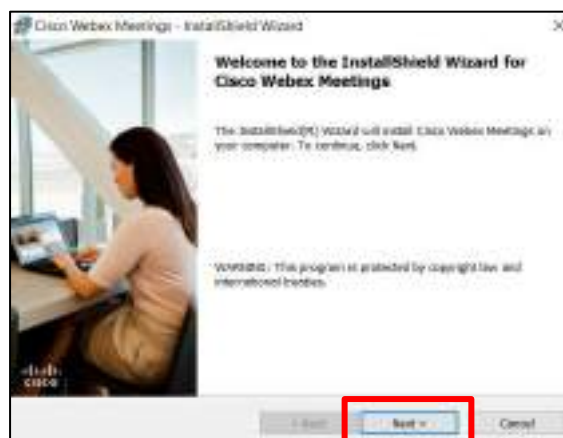 Cisco Webex Meetings - InstallShield Wizard
Welcome to the InstallShield Wizard for
Cisco Webex Meetings
The InstallShield(R) Wizard will install Cisco Webex Meetings on
your computer. To continue, click Next.
WARNING: This program is protected by copyright law and
international treaties.
CISCO
< Back Next > Cancel